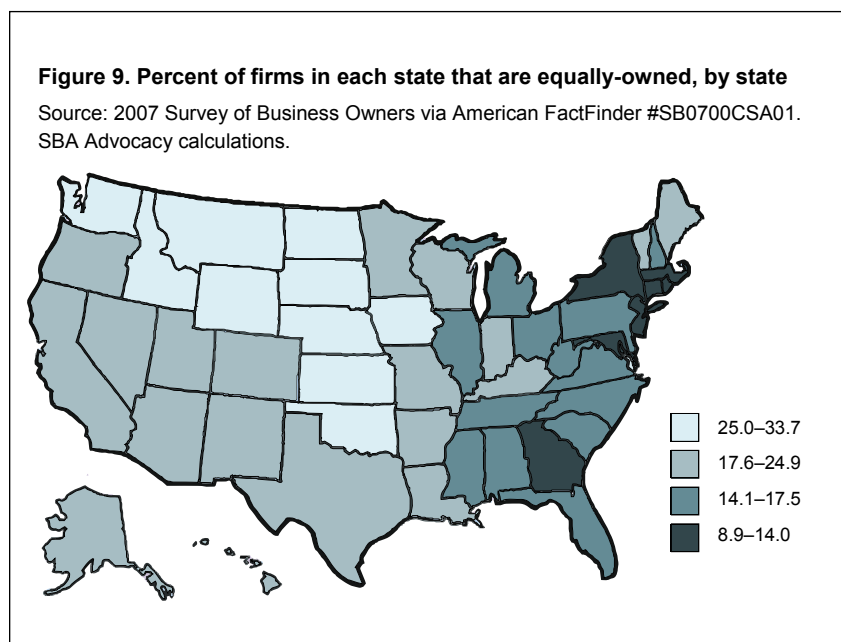 Figure 9. Percent of firms in each state that are equally-owned, by state
Source: 2007 Survey of Business Owners via American FactFinder #SB0700CSA01.
SBA Advocacy calculations.
25.0–33.7
17.6–24.9
14.1–17.5
8.9–14.0